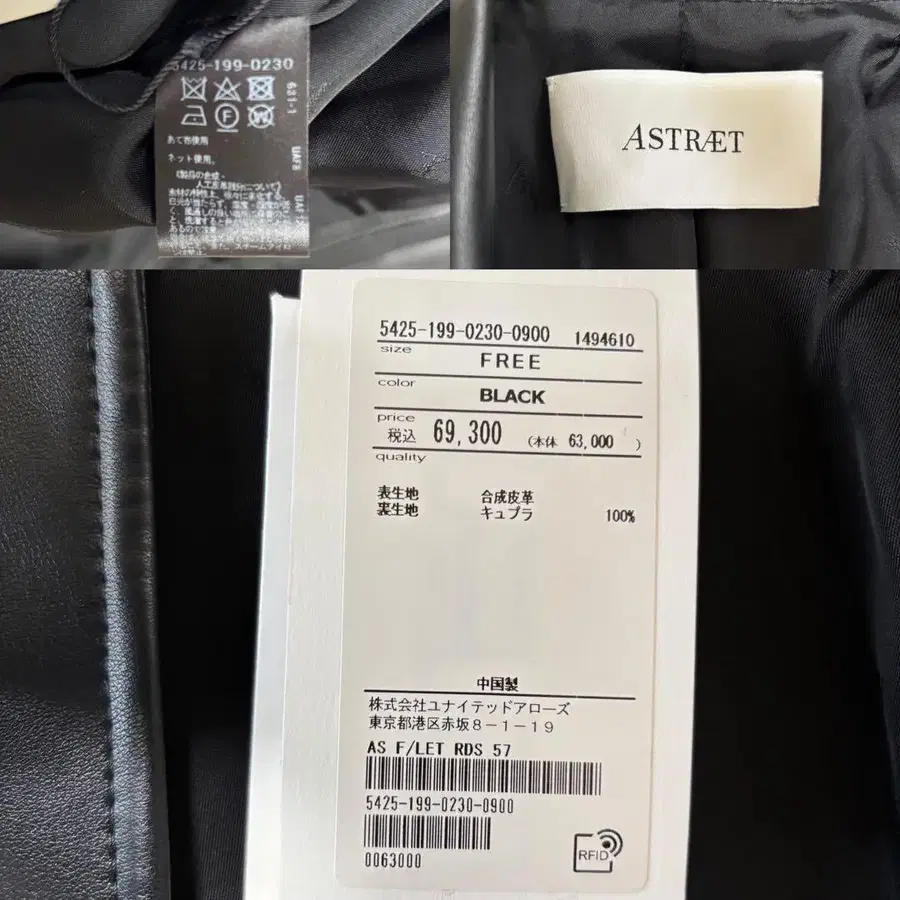 5425-199-0230
631-1
UAFB
あて布使用
ネット使用。
ASTRÆT
5425-199-0230-0900 1494610
size
FREE
color
BLACK
price
税込 69,300 (本体 63,000 )
quality
表生地 合成皮革
裏生地 キュプラ 100%
中国製
株式会社ユナイテッドアローズ
東京都港区赤坂8-1-19
AS F/LET RDS 57
5425-199-0230-0900
0063000
RFID